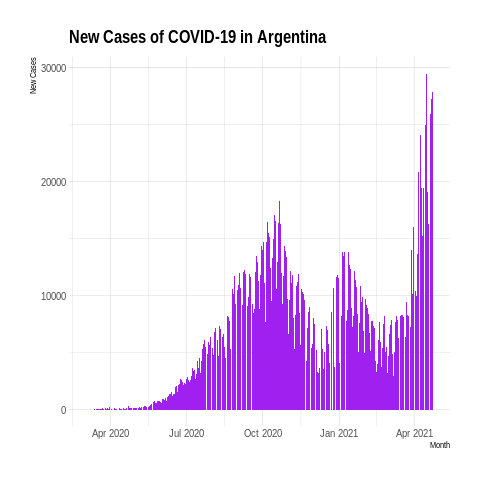 New Cases of COVID-19 in Argentina
New Cases
30000
20000
10000
0
Apr 2020 Jul 2020 Oct 2020 Jan 2021 Apr 2021
Month